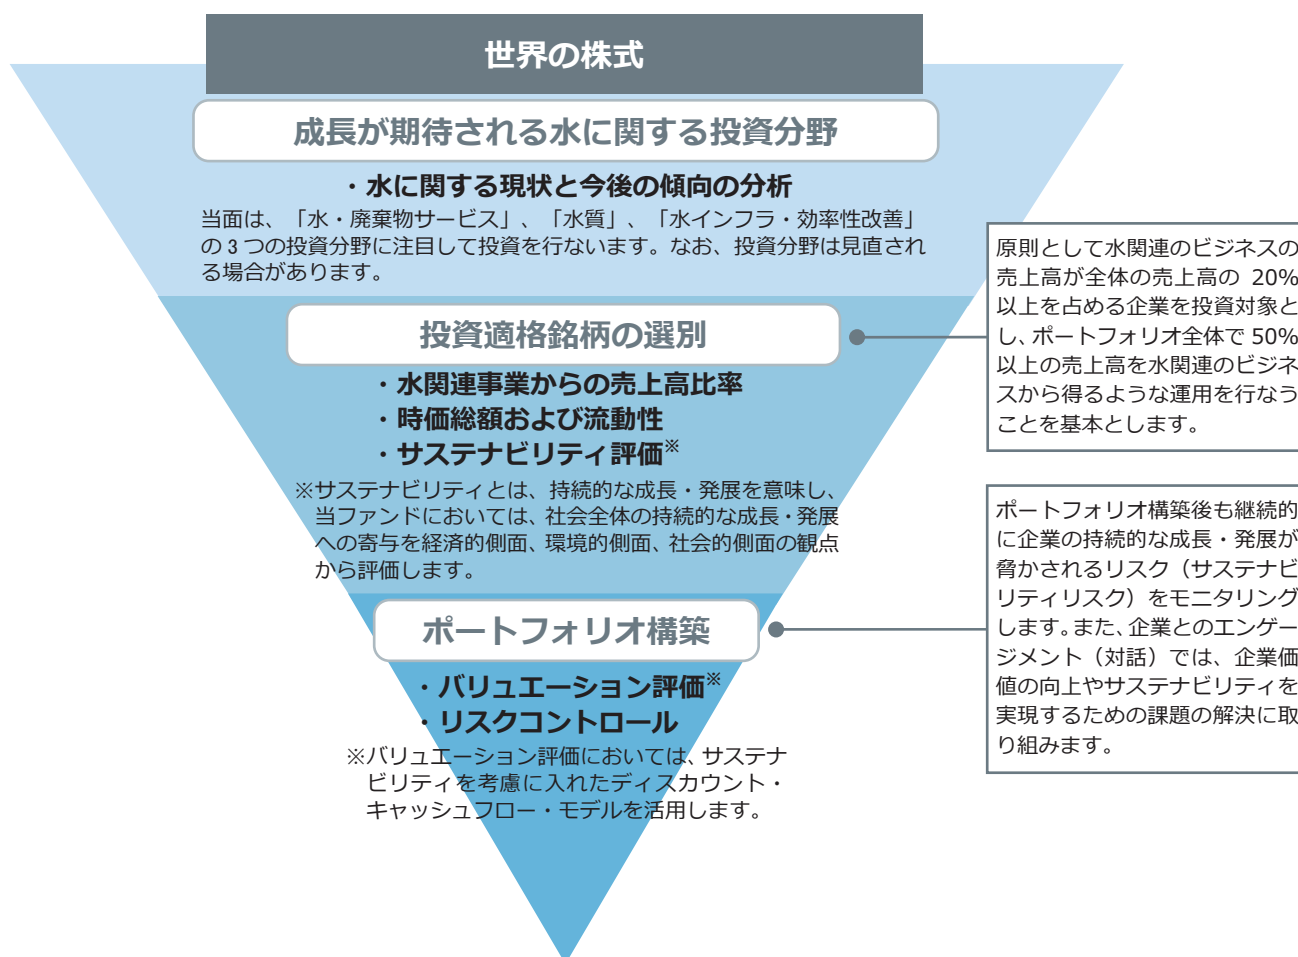 世界の株式
成長が期待される水に関する投資分野
・水に関する現状と今後の傾向の分析
当面は、「水・廃棄物サービス」、「水質」、「水インフラ・効率性改善」
の 3 つの投資分野に注目して投資を行ないます。なお、投資分野は見直され
る場合があります。
投資適格銘柄の選別
・水関連事業からの売上高比率
・時価総額および流動性
・サステナビリティ評価※
※サステナビリティとは、持続的な成長・発展を意味し、
当ファンドにおいては、社会全体の持続的な成長・発展
への寄与を経済的側面、環境的側面、社会的側面の観点
から評価します。
原則として水関連のビジネスの
売上高が全体の売上高の 20%
以上を占める企業を投資対象と
し、ポートフォリオ全体で 50%
以上の売上高を水関連のビジネ
スから得るような運用を行なう
ことを基本とします。
ポートフォリオ構築
・バリュエーション評価※
・リスクコントロール
※バリュエーション評価においては、サステナ
ビリティを考慮に入れたディスカウント・
キャッシュフロー・モデルを活用します。
ポートフォリオ構築後も継続的
に企業の持続的な成長・発展が
脅かされるリスク（サステナビ
リティリスク）をモニタリング
します。また、企業とのエンゲー
ジメント（対話）では、企業価
値の向上やサステナビリティを
実現するための課題の解決に取
り組みます。